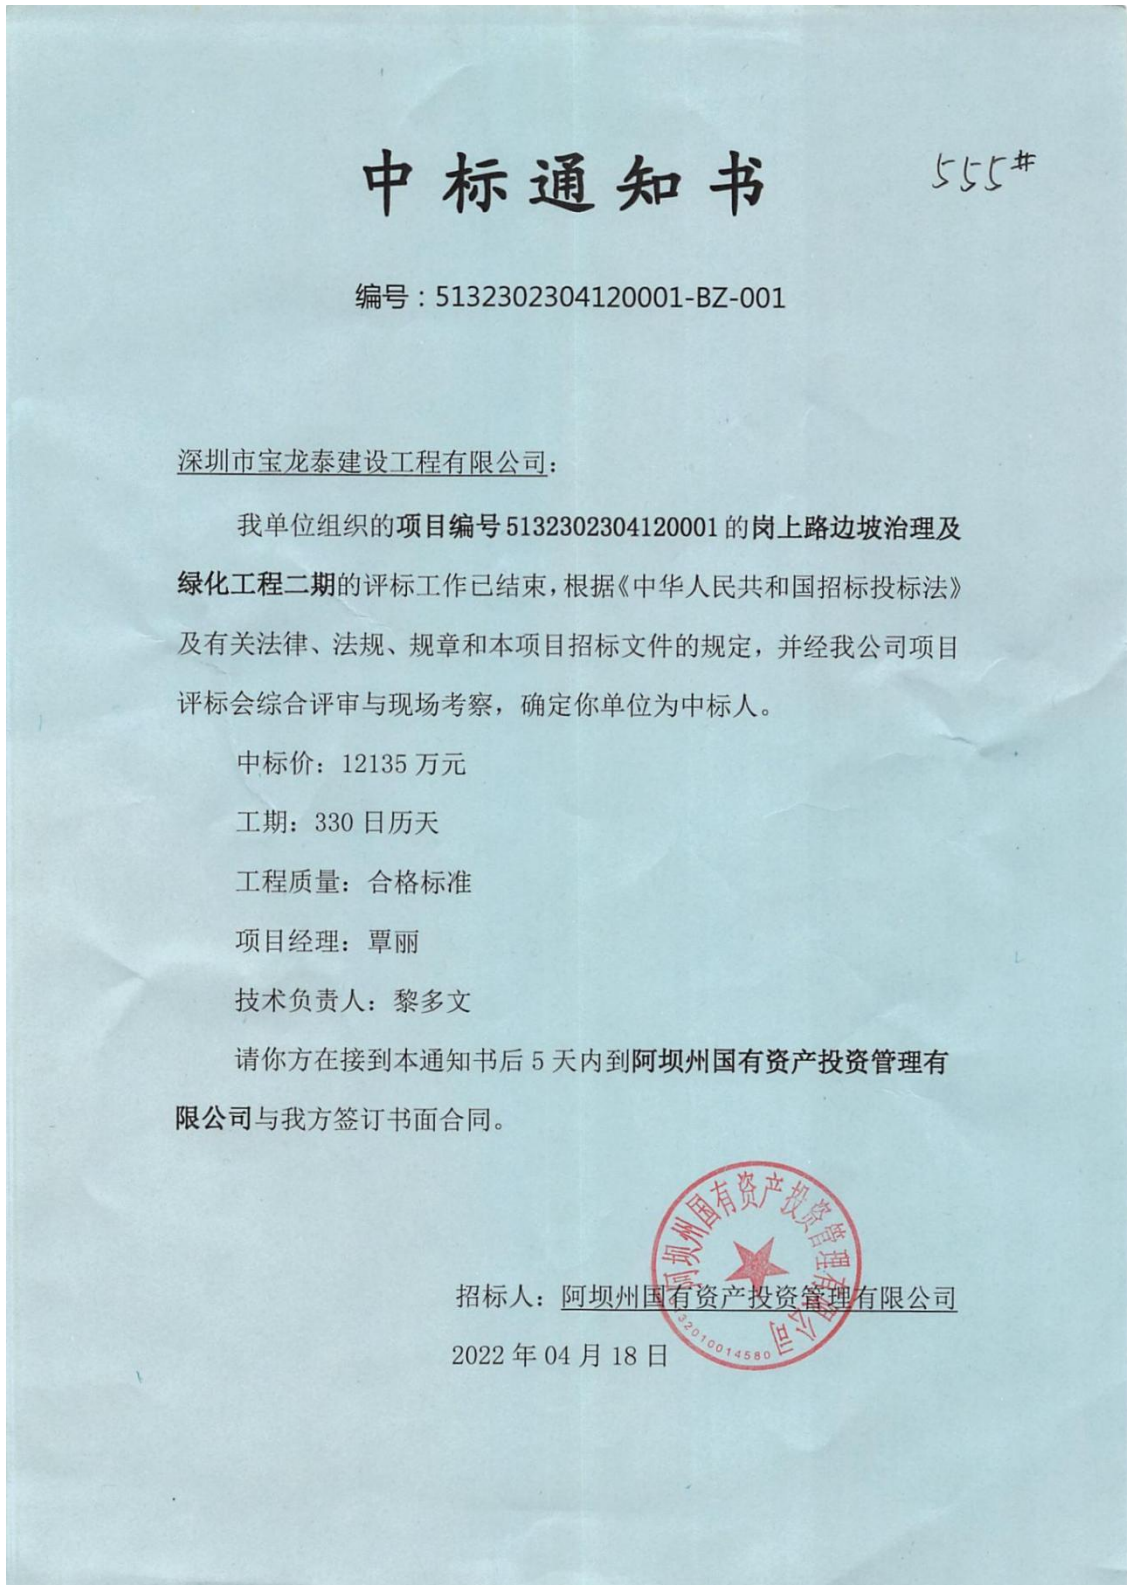 中标通知书
555#
编号：5132302304120001-BZ-001
深圳市宝龙泰建设工程有限公司：
我单位组织的项目编号5132302304120001的岗上路边坡治理及
绿化工程二期的评标工作已结束，根据《中华人民共和国招标投标法》
及有关法律、法规、规章和本项目招标文件的规定，并经我公司项目
评标会综合评审与现场考察，确定你单位为中标人。
中标价：12135万元
工期：330日历天
工程质量：合格标准
项目经理：覃丽
技术负责人：黎多文
请你方在接到本通知书后5天内到阿坝州国有资产投资管理有
限公司与我方签订书面合同。
阿坝州国有资产投资管理有限公司
招标人：阿坝州国有资产投资管理有限公司
2022年04月18日